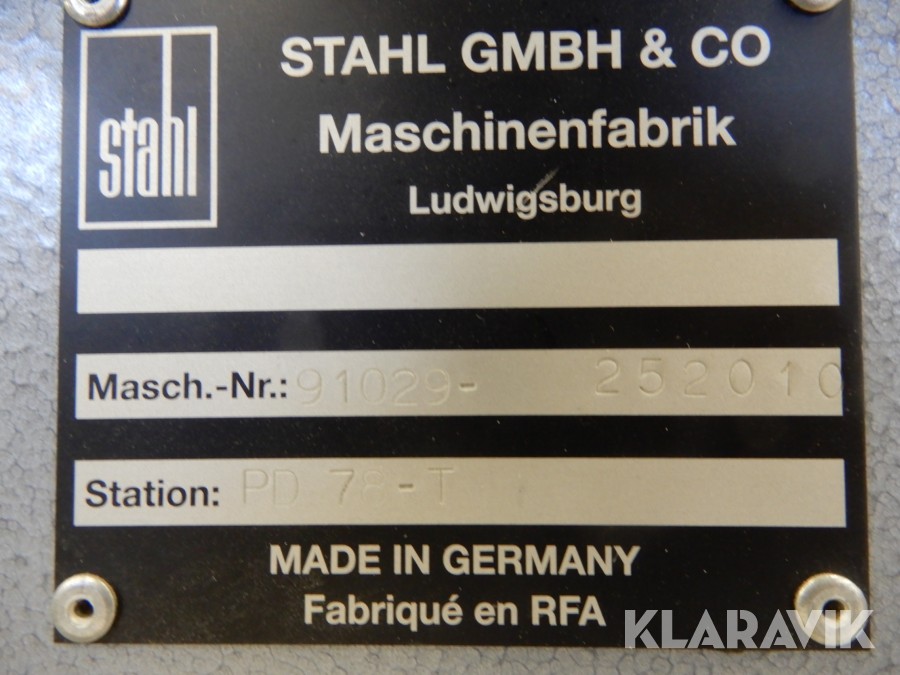 stahl
STAHL GMBH & CO
Maschinenfabrik
Ludwigsburg
Masch.-Nr.: 91029- 252010
Station: PD 78-T
MADE IN GERMANY
Fabriqué en RFA
KLARAVIK